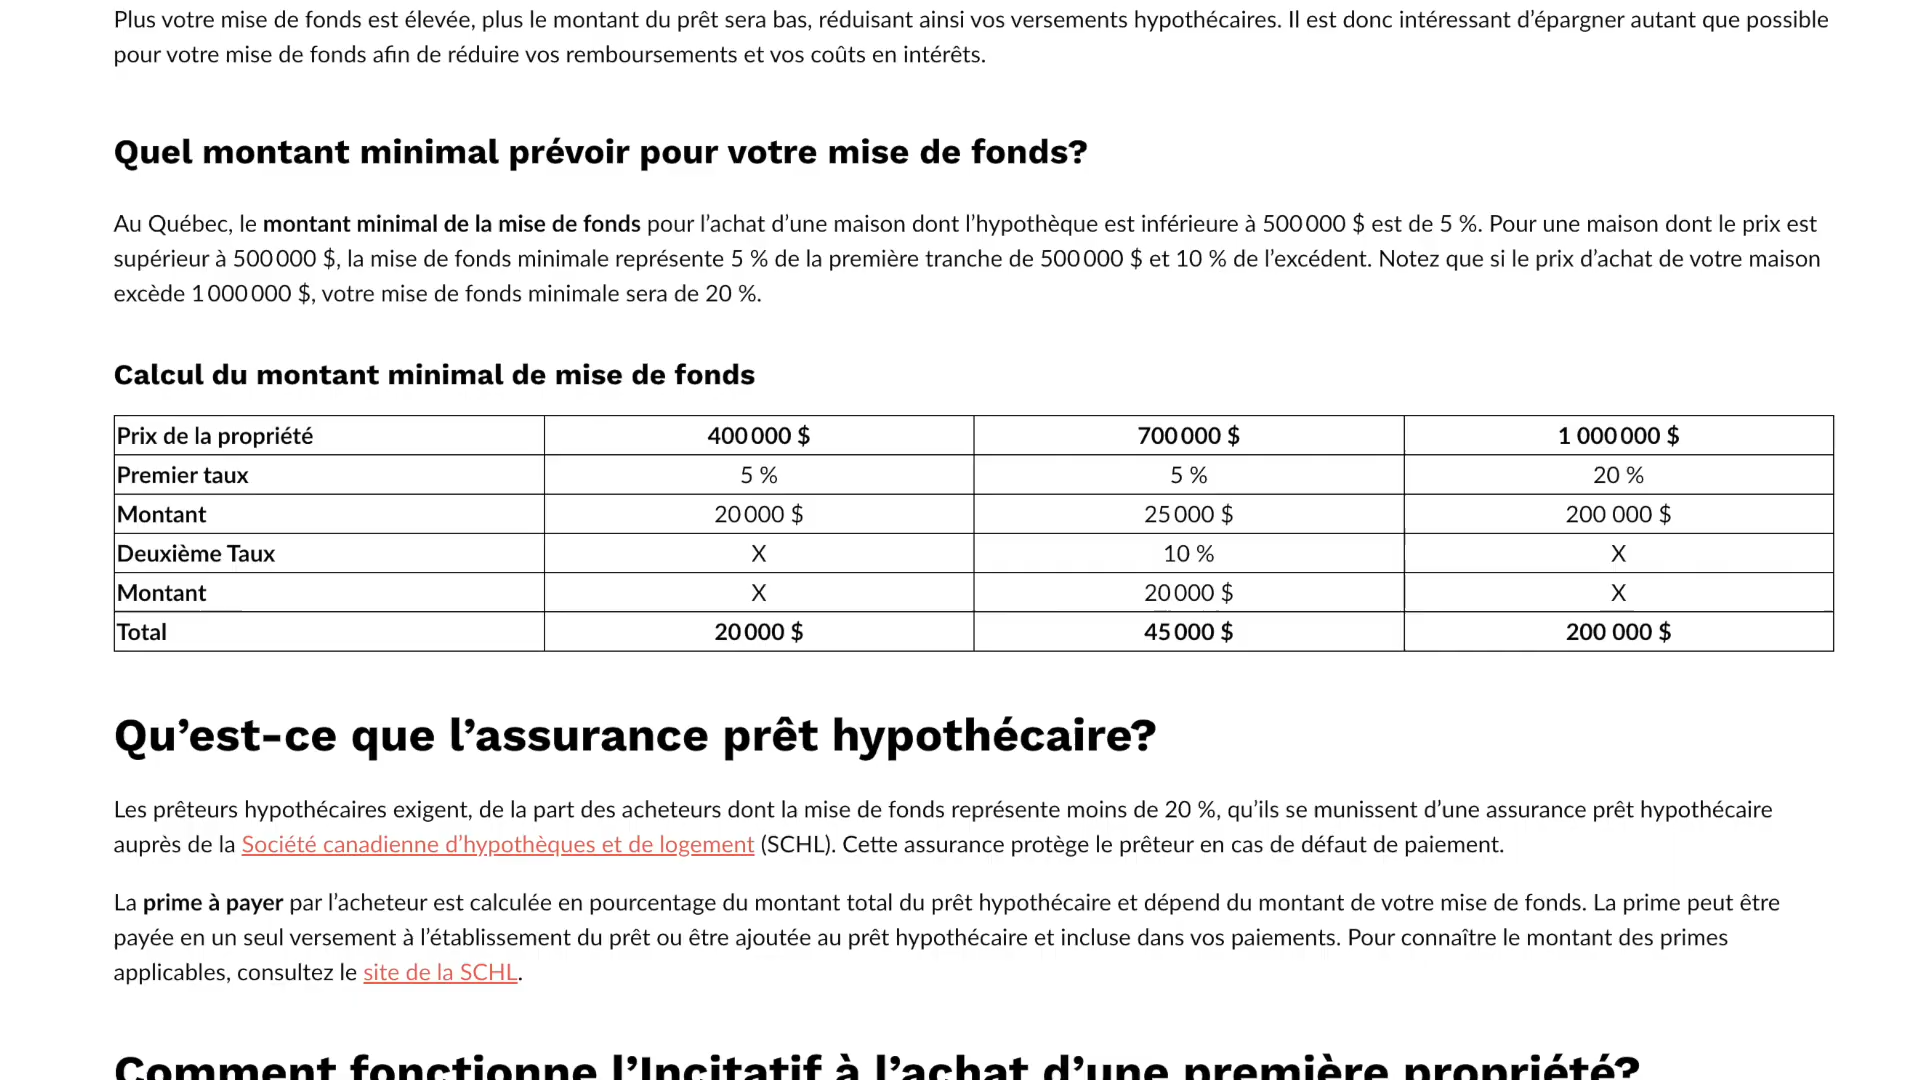 Plus votre mise de fonds est élevée, plus le montant du prêt sera bas, réduisant ainsi vos versements hypothécaires. Il est donc intéressant d’épargner autant que possible
pour votre mise de fonds afin de réduire vos remboursements et vos coûts en intérêts.
Quel montant minimal prévoir pour votre mise de fonds?
Au Québec, le montant minimal de la mise de fonds pour l’achat d’une maison dont l’hypothèque est inférieure à 500 000 $ est de 5 %. Pour une maison dont le prix est
supérieur à 500 000 $, la mise de fonds minimale représente 5 % de la première tranche de 500 000 $ et 10 % de l’excédent. Notez que si le prix d’achat de votre maison
excède 1 000 000 $, votre mise de fonds minimale sera de 20 %.
Calcul du montant minimal de mise de fonds
Prix de la propriété 400 000 $ 700 000 $ 1 000 000 $
Premier taux 5 % 5 % 20 %
Montant 20 000 $ 25 000 $ 200 000 $
Deuxième Taux X 10 % X
Montant X 20 000 $ X
Total 20 000 $ 45 000 $ 200 000 $
Qu’est-ce que l’assurance prêt hypothécaire?
Les prêteurs hypothécaires exigent, de la part des acheteurs dont la mise de fonds représente moins de 20 %, qu’ils se munissent d’une assurance prêt hypothécaire
auprès de la Société canadienne d’hypothèques et de logement (SCHL). Cette assurance protège le prêteur en cas de défaut de paiement.
La prime à payer par l’acheteur est calculée en pourcentage du montant total du prêt hypothécaire et dépend du montant de votre mise de fonds. La prime peut être
payée en un seul versement à l’établissement du prêt ou être ajoutée au prêt hypothécaire et incluse dans vos paiements. Pour connaître le montant des primes
applicables, consultez le site de la SCHL.
Comment fonctionne l’Incitatif à l’achat d’une première propriété?